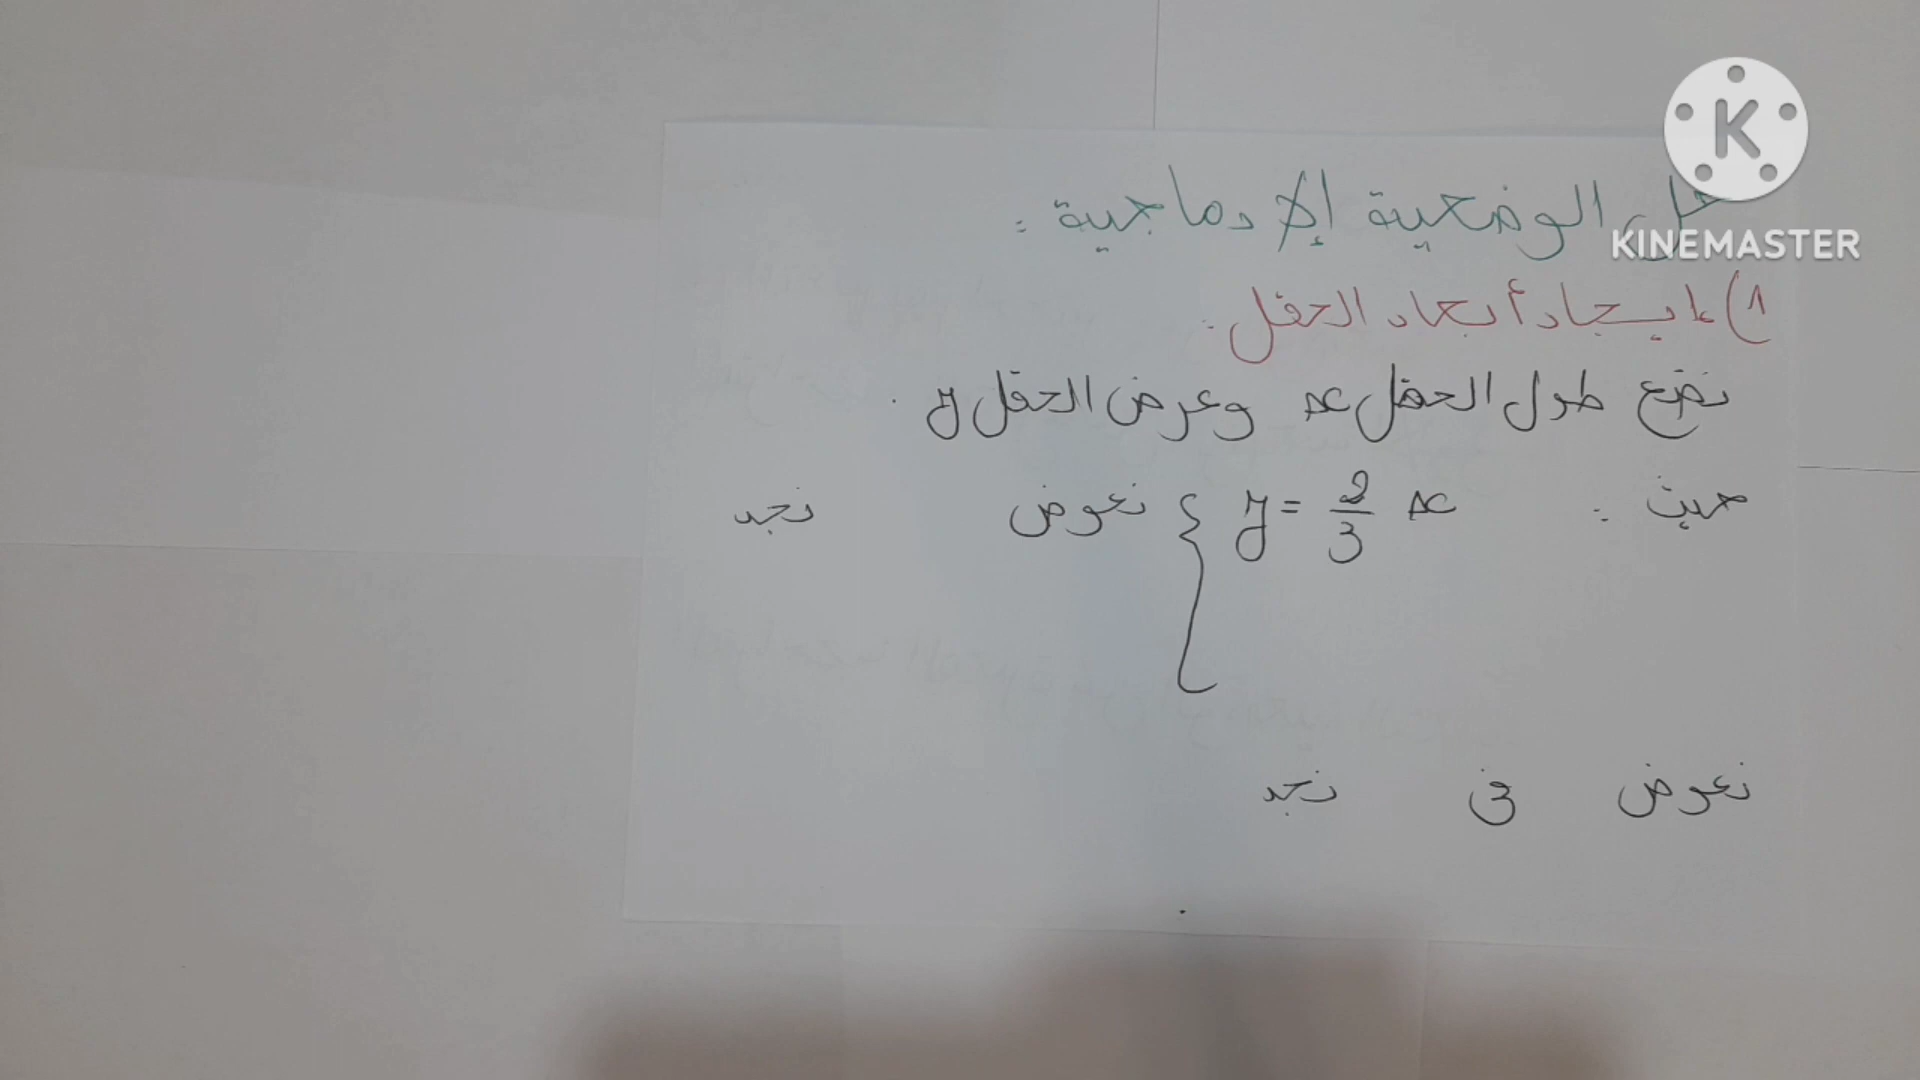 حل الوضعية الإدماجية :
1) إيجاد أبعاد الحقل :
نضع طول الحقل x وعرض الحقل y .
حيث : { y = 2/3 x نعوض نجد
نعوض في نجد
K
KINEMASTER